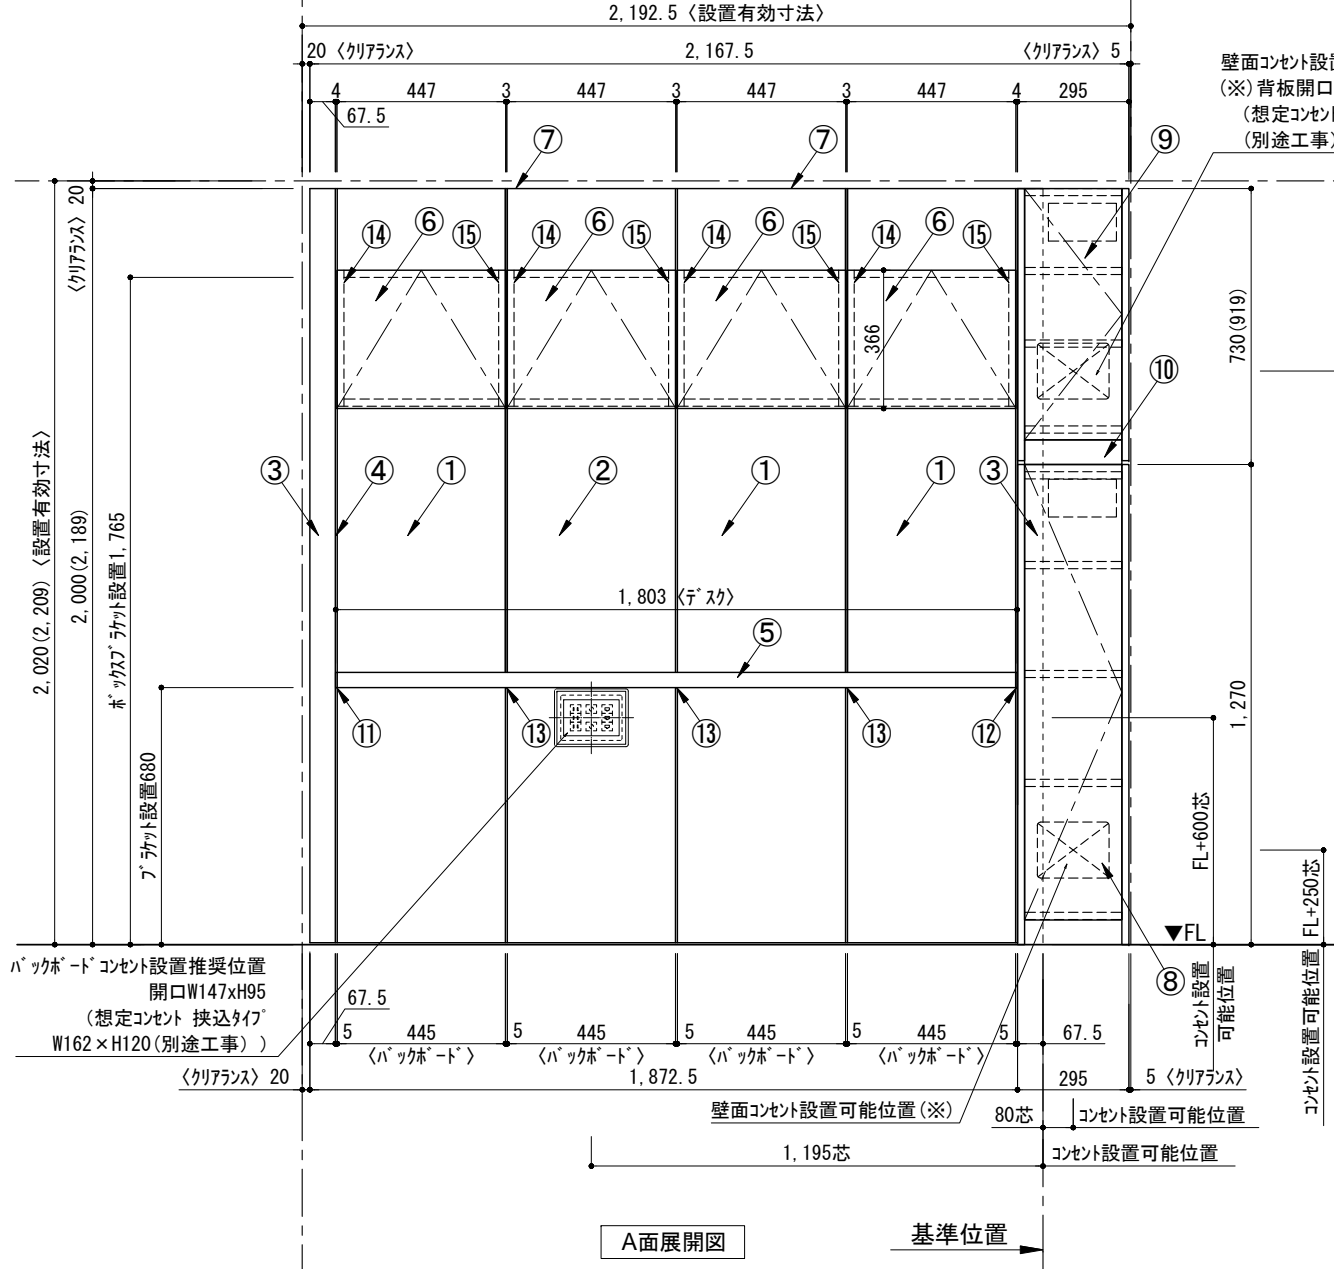 2,192.5 〈設置有効寸法〉
20 〈クリアランス〉
2,167.5
〈クリアランス〉 5
4
447
3
447
3
447
3
447
4
295
67.5
壁面コンセント設
(※)背板開口
(想定コンセント
(別途工事)
⑦
⑦
⑨
⑭
⑥
⑮
⑭
⑥
⑮
⑭
⑥
⑮
⑭
⑥
⑮
366
730(919)
⑩
〈クリアランス〉 20
2,020(2,209) 〈設置有効寸法〉
2,000(2,189)
ボックスブラケット設置1,765
ブラケット設置680
③
④
①
②
①
①
③
1,803 〈デスク〉
⑤
⑪
⑬
⑬
⑬
⑫
1,270
FL+600芯
コンセント設置
可能位置
FL+250芯
コンセント設置可能位置
▼FL
⑧
バックボードコンセント設置推奨位置
開口W147xH95
(想定コンセント 挟込タイプ
W162×H120(別途工事))
67.5
5
445
5
445
5
445
5
445
5
67.5
〈バックボード〉
〈バックボード〉
〈バックボード〉
〈バックボード〉
〈クリアランス〉 20
1,872.5
295
5 〈クリアランス〉
壁面コンセント設置可能位置(※)
80芯
コンセント設置可能位置
1,195芯
コンセント設置可能位置
A面展開図
基準位置